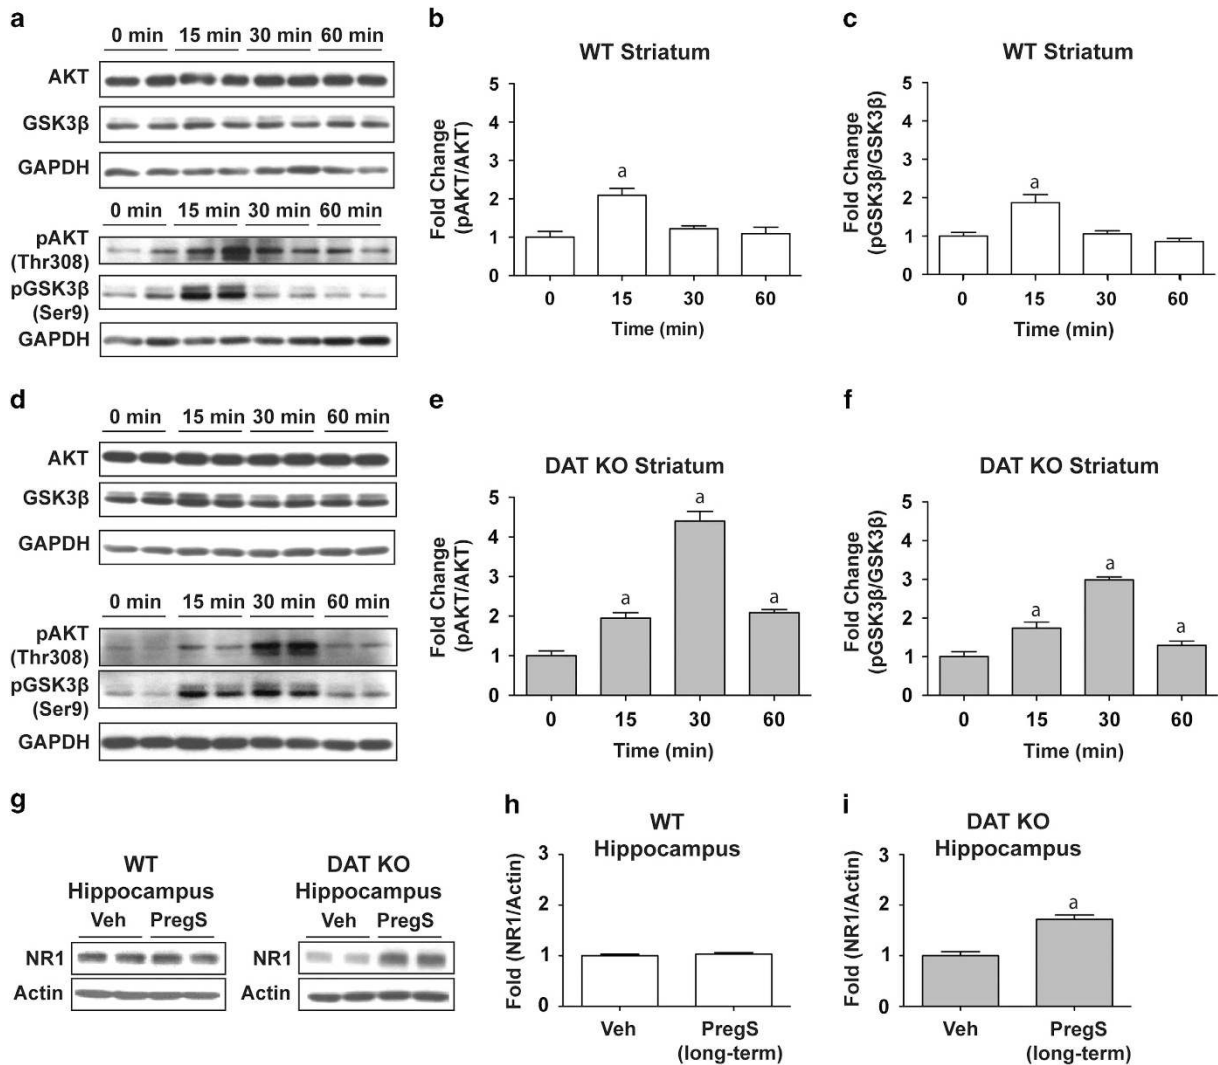 a
0 min 15 min 30 min 60 min
AKT
GSK3β
GAPDH
0 min 15 min 30 min 60 min
pAKT
(Thr308)
pGSK3β
(Ser9)
GAPDH
b
WT Striatum
Fold Change
(pAKT/AKT)
5
4
3
2
1
0
a
0 15 30 60
Time (min)
c
WT Striatum
Fold Change
(pGSK3β/GSK3β)
5
4
3
2
1
0
a
0 15 30 60
Time (min)
d
0 min 15 min 30 min 60 min
AKT
GSK3β
GAPDH
0 min 15 min 30 min 60 min
pAKT
(Thr308)
pGSK3β
(Ser9)
GAPDH
e
DAT KO Striatum
Fold Change
(pAKT/AKT)
5
4
3
2
1
0
a
a
a
0 15 30 60
Time (min)
f
DAT KO Striatum
Fold Change
(pGSK3β/GSK3β)
5
4
3
2
1
0
a
a
a
0 15 30 60
Time (min)
g
WT
Hippocampus
Veh PregS
NR1
Actin
DAT KO
Hippocampus
Veh PregS
NR1
Actin
h
WT
Hippocampus
Fold (NR1/Actin)
3
2
1
0
Veh PregS
(long-term)
i
DAT KO
Hippocampus
Fold (NR1/Actin)
3
2
1
0
a
Veh PregS
(long-term)